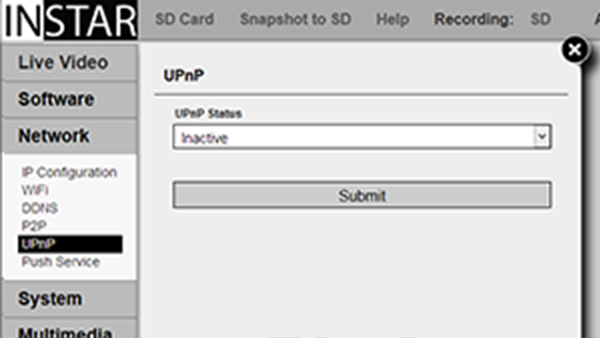 INSTAR
SD Card Snapshot to SD Help Recording: SD
Live Video
Software
Network
IP Configuration
WiFi
DDNS
P2P
UPnP
Push Service
System
Multimedia
UPnP
UPnP Status
Inactive
Submit